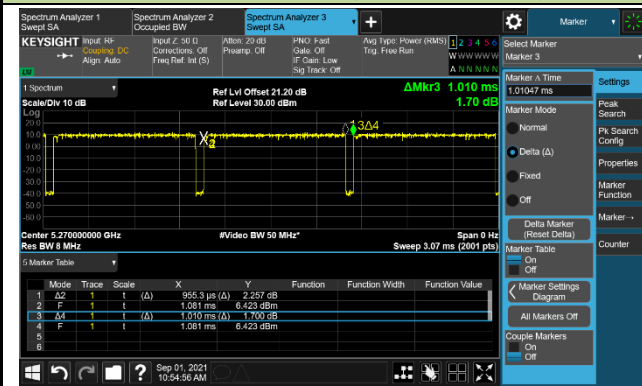 Spectrum Analyzer 1
Swept SA
Spectrum Analyzer 2
Occupied BW
Spectrum Analyzer 3
Swept SA
Marker
KEYSIGHT
Input: RF
Coupling: DC
Align: Auto
Input Z: 50 Ω
Corrections: Off
Freq Ref: Int (S)
Atten: 20 dB
Preamp: Off
PNO: Fast
Gate: Off
IF Gain: Low
Sig Track: Off
Avg Type: Power (RMS)
Trig: Free Run
1 2 3 4 5 6
W W W W W W
A N N N N N
LM
Select Marker
Marker 3
1 Spectrum
Scale/Div 10 dB
Ref Lvl Offset 21.20 dB
Ref Level 30.00 dBm
ΔMkr3 1.010 ms
1.70 dB
Log
20.0
10.0
0.00
-10.0
-20.0
-30.0
-40.0
-50.0
-60.0
X2
1
3Δ4
Center 5.270000000 GHz
Res BW 8 MHz
#Video BW 50 MHz*
Span 0 Hz
Sweep 3.07 ms (2001 pts)
5 Marker Table
Mode Trace Scale X Y Function Function Width Function Value
1 Δ2 1 t (Δ) 955.3 µs (Δ) 2.257 dB
2 F 1 t 1.081 ms 6.423 dBm
3 Δ4 1 t (Δ) 1.010 ms (Δ) 1.700 dB
4 F 1 t 1.081 ms 6.423 dBm
5
6
Marker Δ Time
1.01047 ms
Marker Mode
Normal
Delta (Δ)
Fixed
Off
Delta Marker
(Reset Delta)
Marker Table
On
Off
Marker Settings
Diagram
All Markers Off
Couple Markers
On
Off
Settings
Peak
Search
Pk Search
Config
Properties
Marker
Function
Marker→
Counter
?
Sep 01, 2021
10:54:56 AM